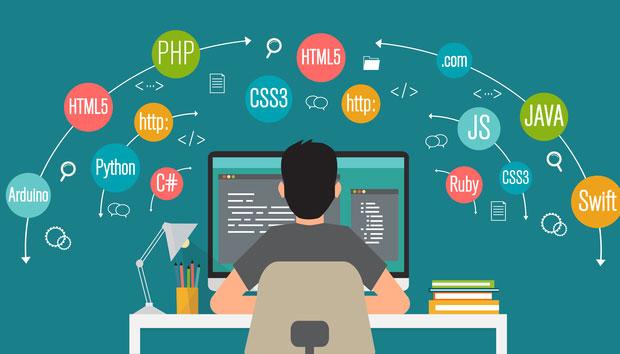 PHP
HTML5
.com
HTML5
CSS3
http:
JAVA
http:
JS
Python
C#
Ruby
CSS3
Arduino
Swift